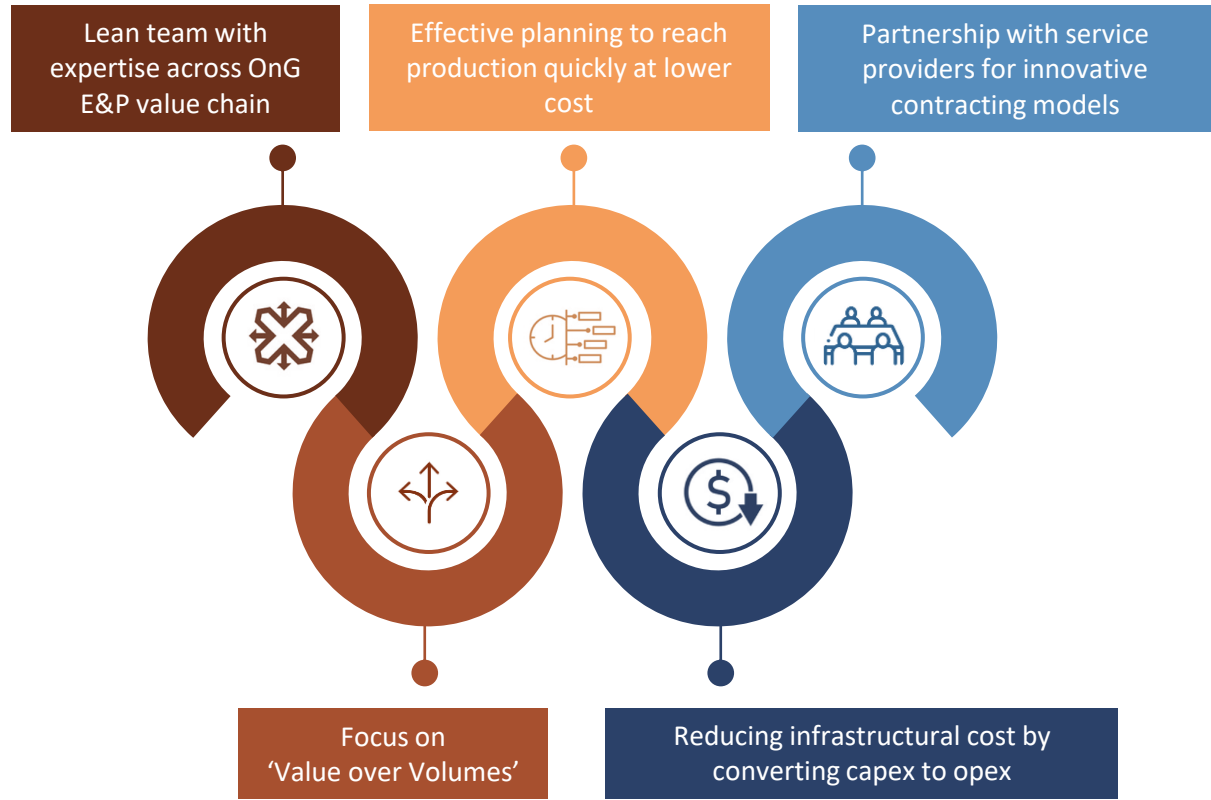 Lean team with
expertise across OnG
E&P value chain
Effective planning to reach
production quickly at lower
cost
Partnership with service
providers for innovative
contracting models
$
Focus on
‘Value over Volumes’
Reducing infrastructural cost by
converting capex to opex